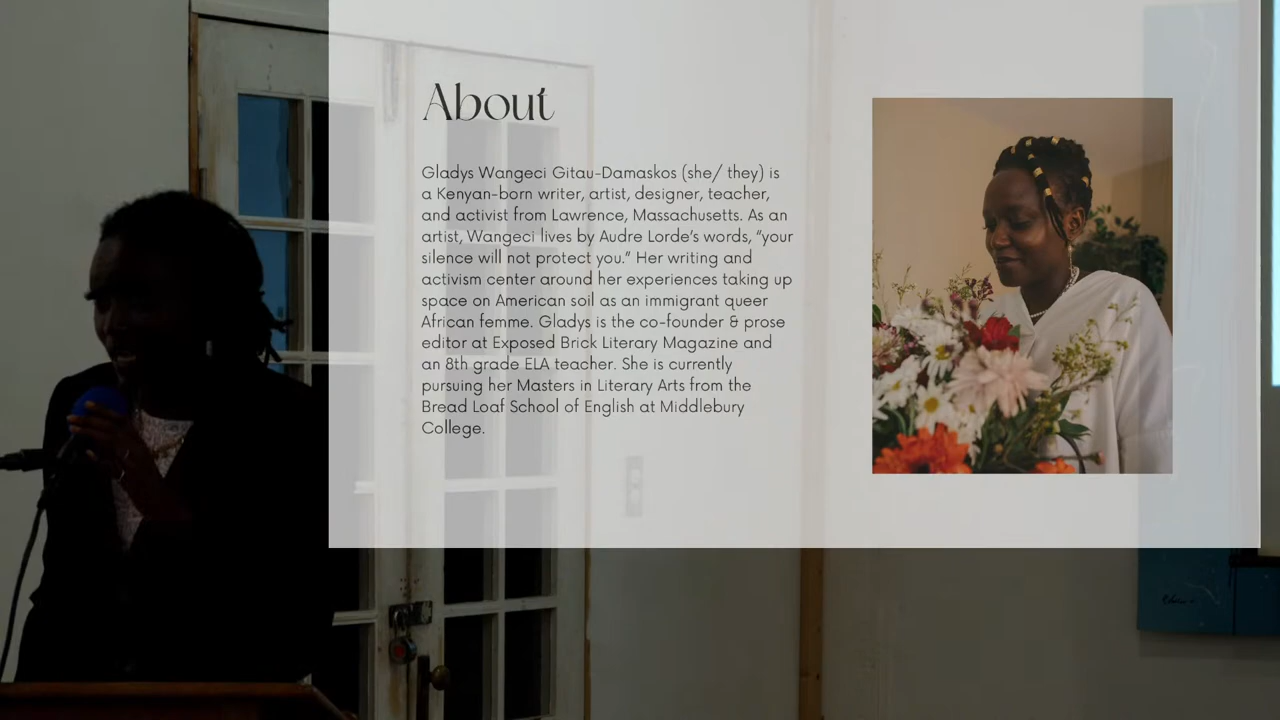 About
Gladys Wangeci Gitau-Damaskos (she/ they) is
a Kenyan-born writer, artist, designer, teacher,
and activist from Lawrence, Massachusetts. As an
artist, Wangeci lives by Audre Lorde's words, "your
silence will not protect you." Her writing and
activism center around her experiences taking up
space on American soil as an immigrant queer
African femme. Gladys is the co-founder & prose
editor at Exposed Brick Literary Magazine and
an 8th grade ELA teacher. She is currently
pursuing her Masters in Literary Arts from the
Bread Loaf School of English at Middlebury
College.